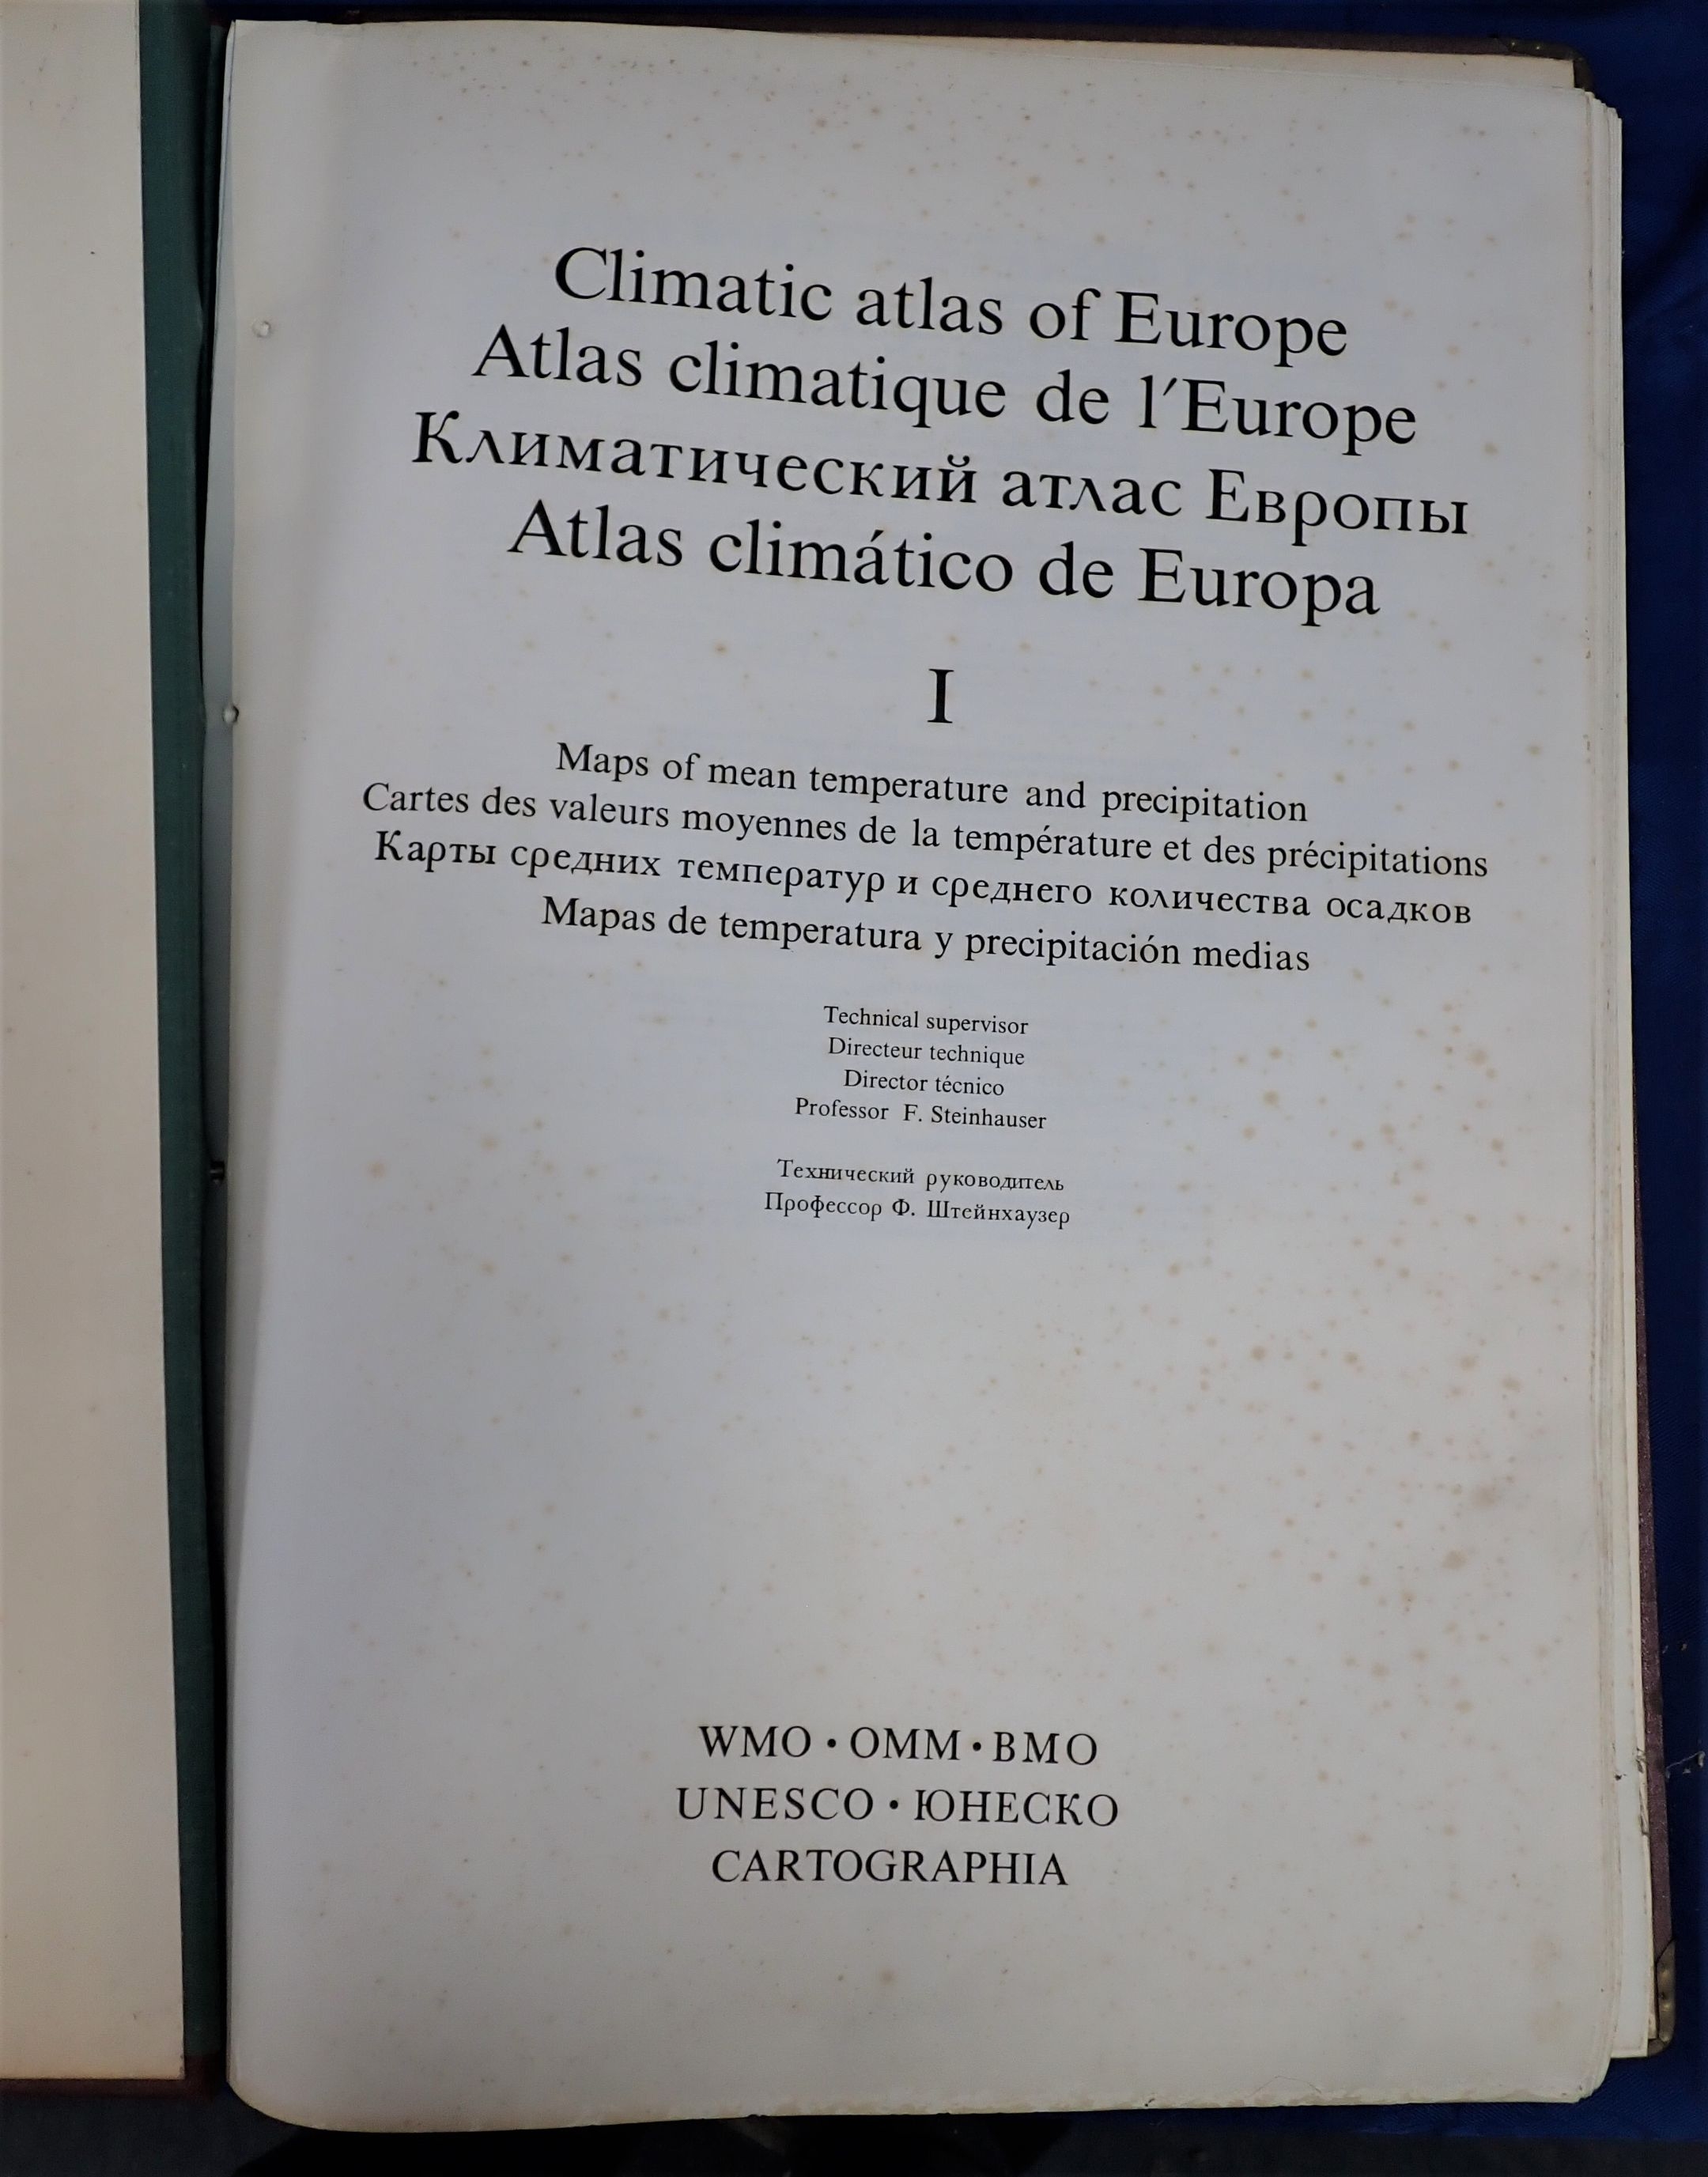 Climatic atlas of Europe
Atlas climatique de l'Europe
Климатический атлас Европы
Atlas climático de Europa
I
Maps of mean temperature and precipitation
Cartes des valeurs moyennes de la température et des précipitations
Карты средних температур и среднего количества осадков
Mapas de temperatura y precipitación medias
Technical supervisor
Directeur technique
Director técnico
Professor F. Steinhauser
Технический руководитель
Профессор Ф. Штейнхаузер
WMO · OMM · ВМО
UNESCO · ЮНЕСКО
CARTOGRAPHIA